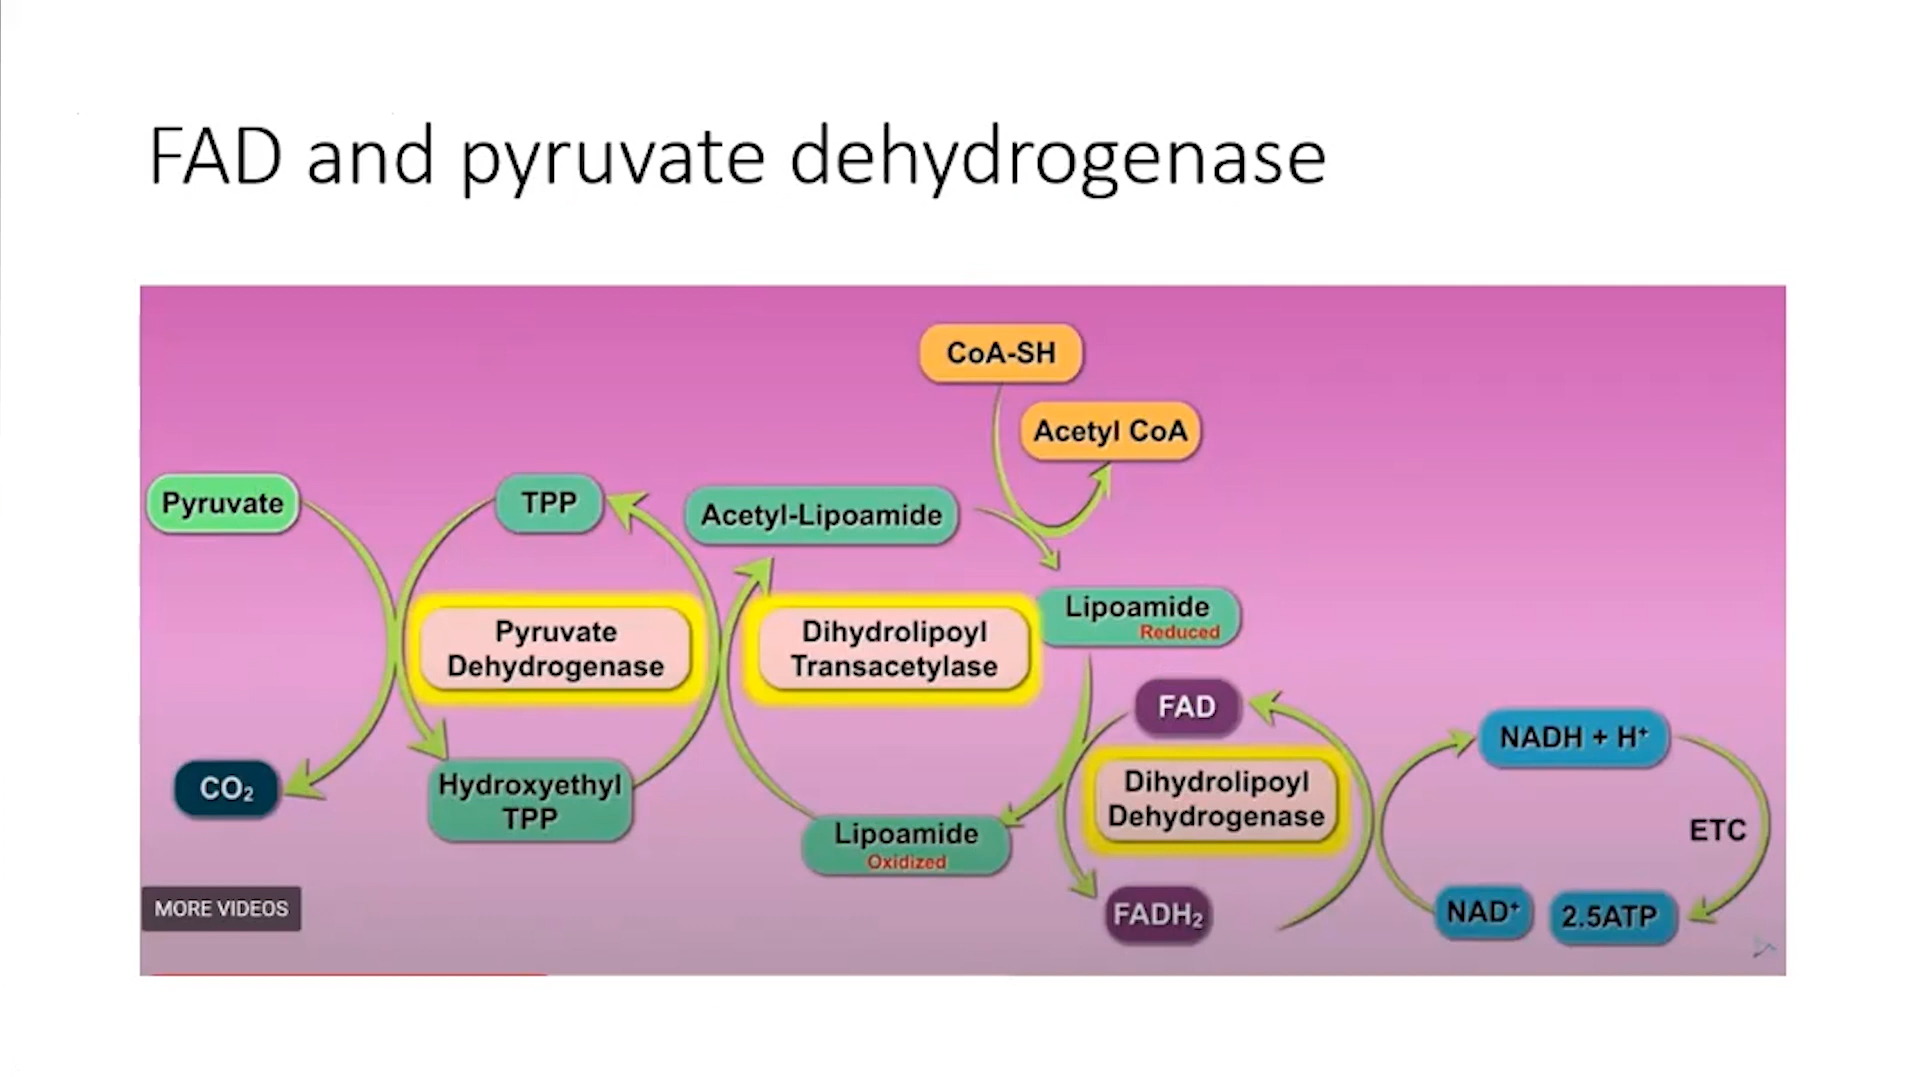 FAD and pyruvate dehydrogenase
CoA-SH
Acetyl CoA
Pyruvate
TPP
Acetyl-Lipoamide
Pyruvate
Dehydrogenase
Dihydrolipoyl
Transacetylase
Lipoamide
Reduced
FAD
NADH + H⁺
CO₂
Hydroxyethyl
TPP
Dihydrolipoyl
Dehydrogenase
Lipoamide
Oxidized
ETC
MORE VIDEOS
FADH₂
NAD⁺
2.5ATP